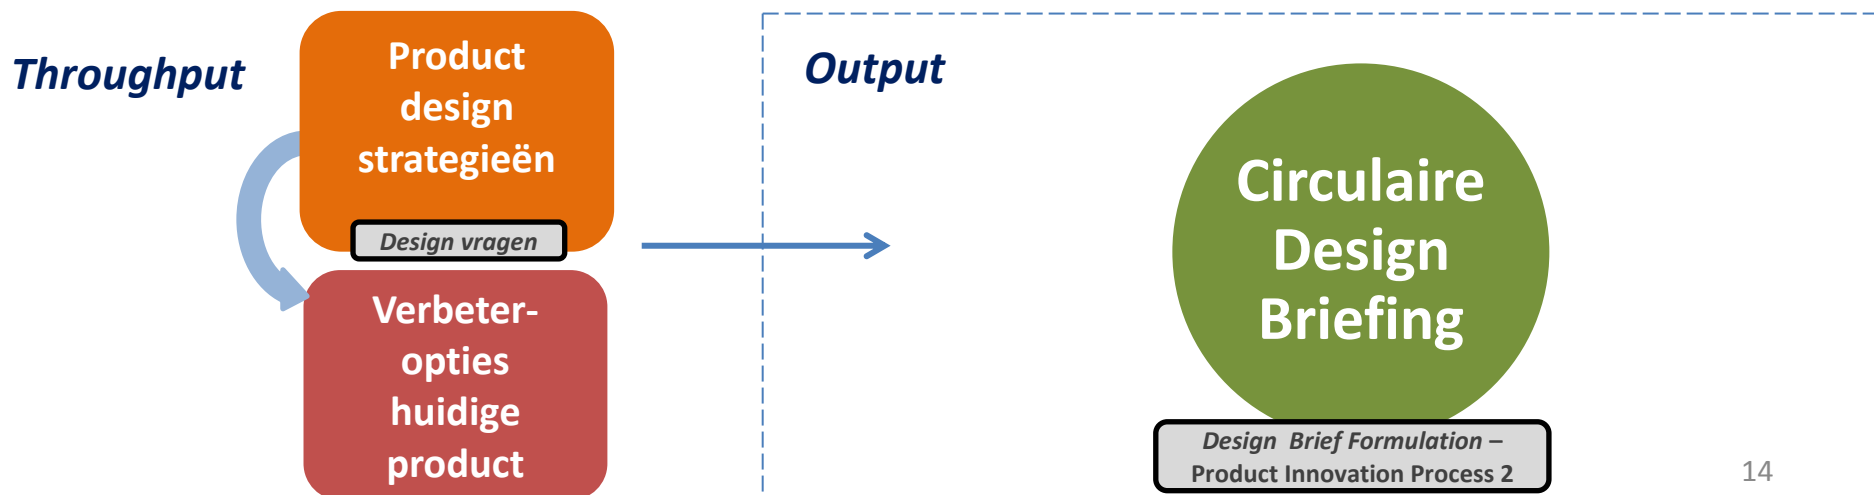 Throughput
Product
design
strategieën
Design vragen
Verbeter-
opties
huidige
product
Output
Circulaire
Design
Briefing
Design Brief Formulation –
Product Innovation Process 2
14